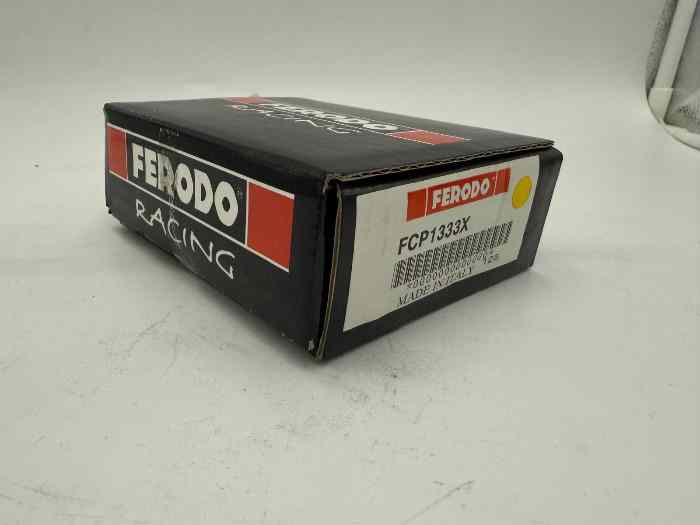 FERODO
RACING
FERODO
RACING
FERODO
FCP1333X
MADE IN ITALY